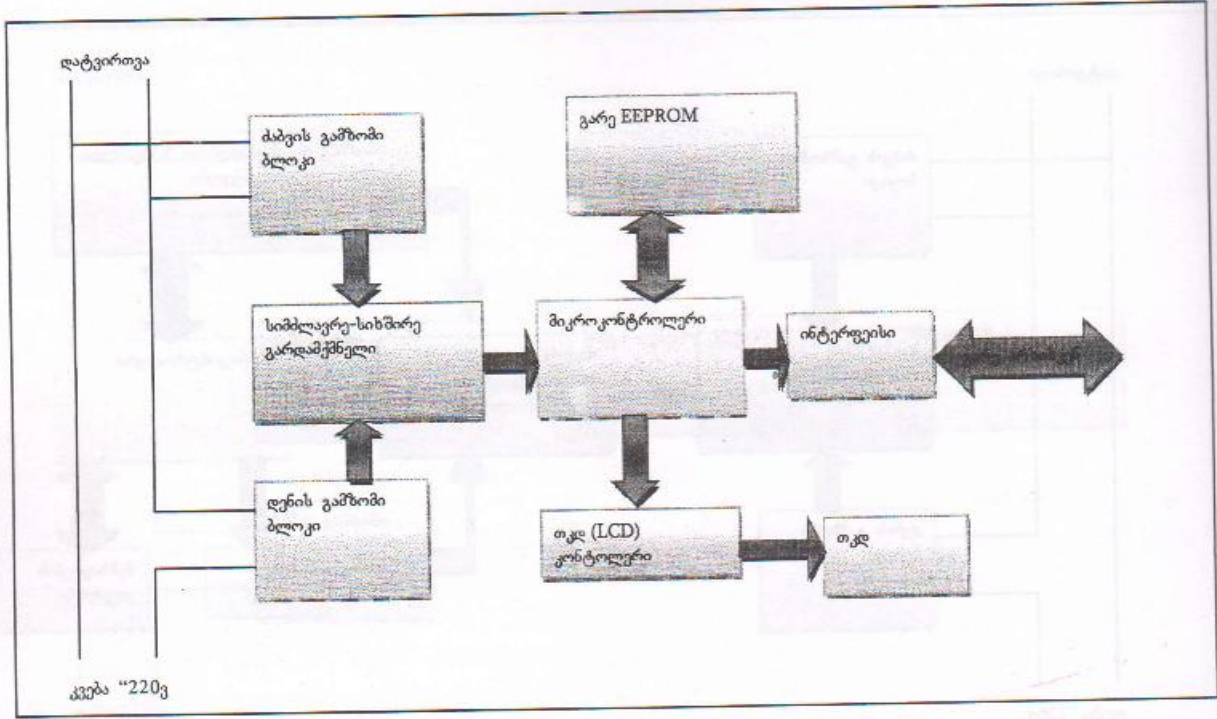 დატვირთვა
ძაბვის გამზომი
ბლოკი
გარე EEPROM
სიმძლავრე-სიხშირე
გარდამქმნელი
მიკროკონტროლერი
ინტერფეისი
დენის გამზომი
ბლოკი
თკდ (LCD)
კონტოლერი
თკდ
კვება “220ვ